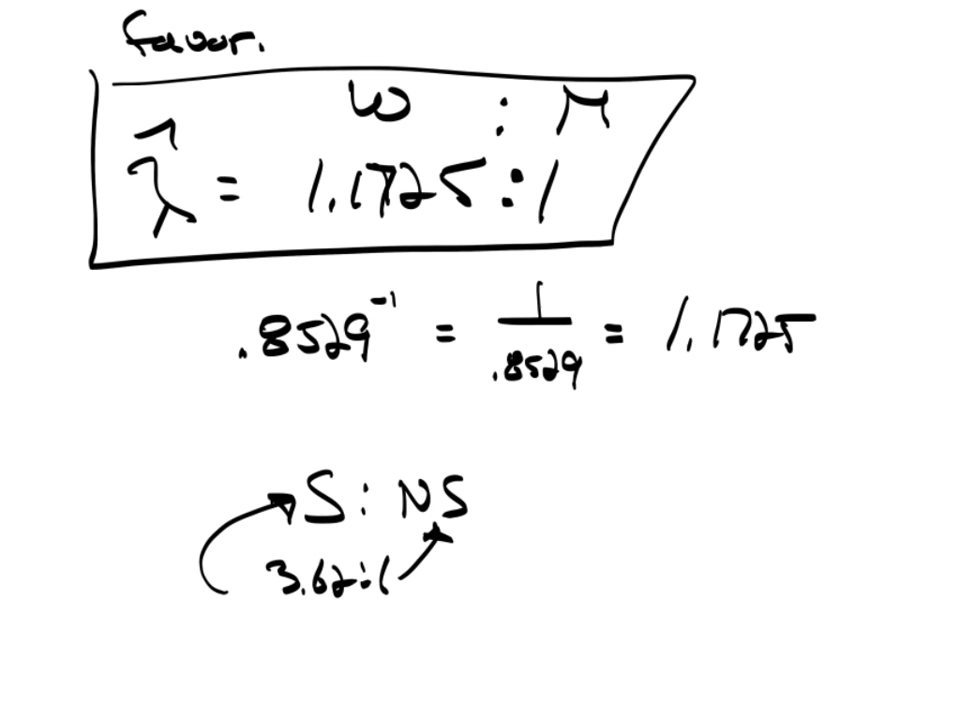 favor.
W : M
λ̂ = 1.1725 : 1
.8529⁻¹ = 1/.8529 = 1.1725
S : NS
3.62 : 1